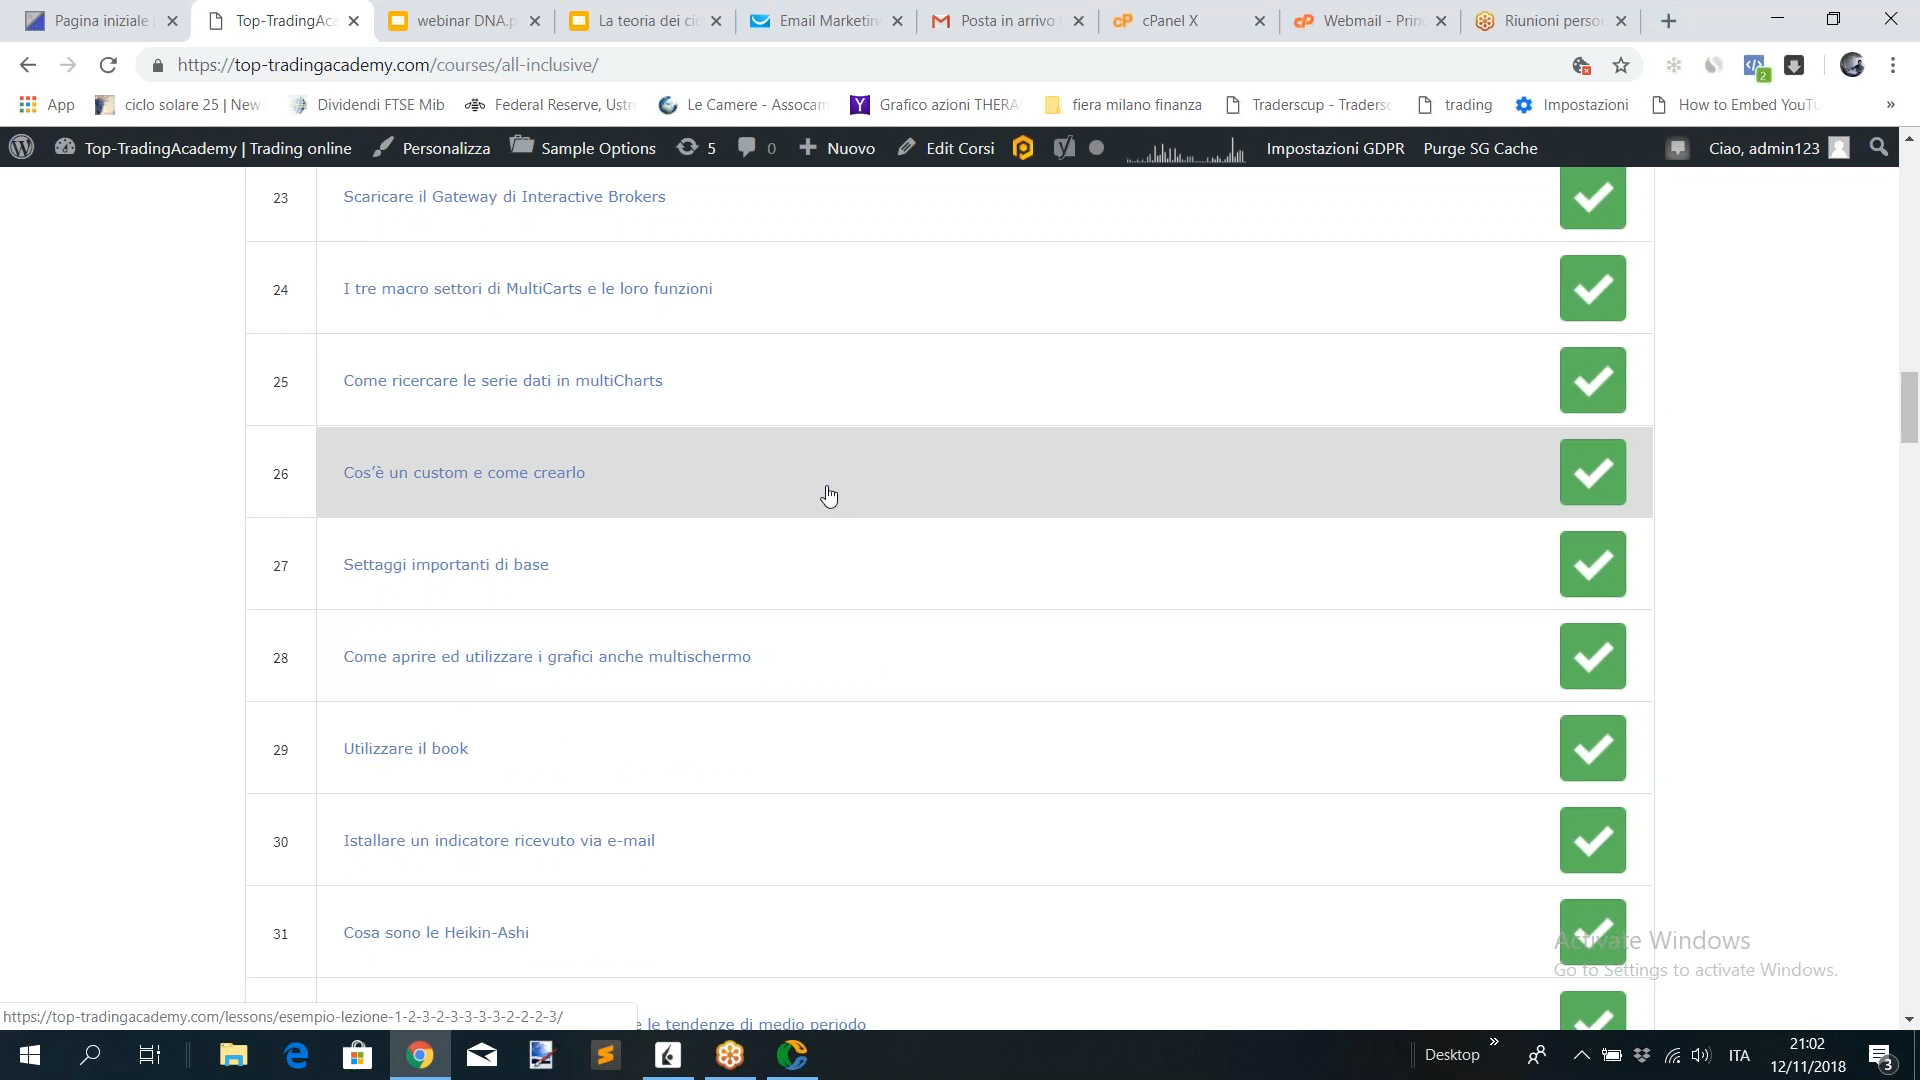 Pagina iniziale
Top-TradingAca
webinar DNA.p
La teoria dei ci
Email Marketin
Posta in arrivo
cPanel X
Webmail - Princ
Riunioni perso
https://top-tradingacademy.com/courses/all-inclusive/
2
App
ciclo solare 25 | New
Dividendi FTSE Mib
Federal Reserve, Ustr
Le Camere - Assocam
Grafico azioni THERA
fiera milano finanza
Traderscup - Tradersc
trading
Impostazioni
How to Embed YouTu
»
Top-TradingAcademy | Trading online
Personalizza
Sample Options
5
0
Nuovo
Edit Corsi
Impostazioni GDPR
Purge SG Cache
Ciao, admin123
23 Scaricare il Gateway di Interactive Brokers
24 I tre macro settori di MultiCarts e le loro funzioni
25 Come ricercare le serie dati in multiCharts
26 Cos'è un custom e come crearlo
27 Settaggi importanti di base
28 Come aprire ed utilizzare i grafici anche multischermo
29 Utilizzare il book
30 Istallare un indicatore ricevuto via e-mail
31 Cosa sono le Heikin-Ashi
Activate Windows
Go to Settings to activate Windows.
https://top-tradingacademy.com/lessons/esempio-lezione-1-2-3-2-3-3-3-3-2-2-2-3/
e le tendenze di medio periodo
Desktop
»
ITA
21:02
12/11/2018
3